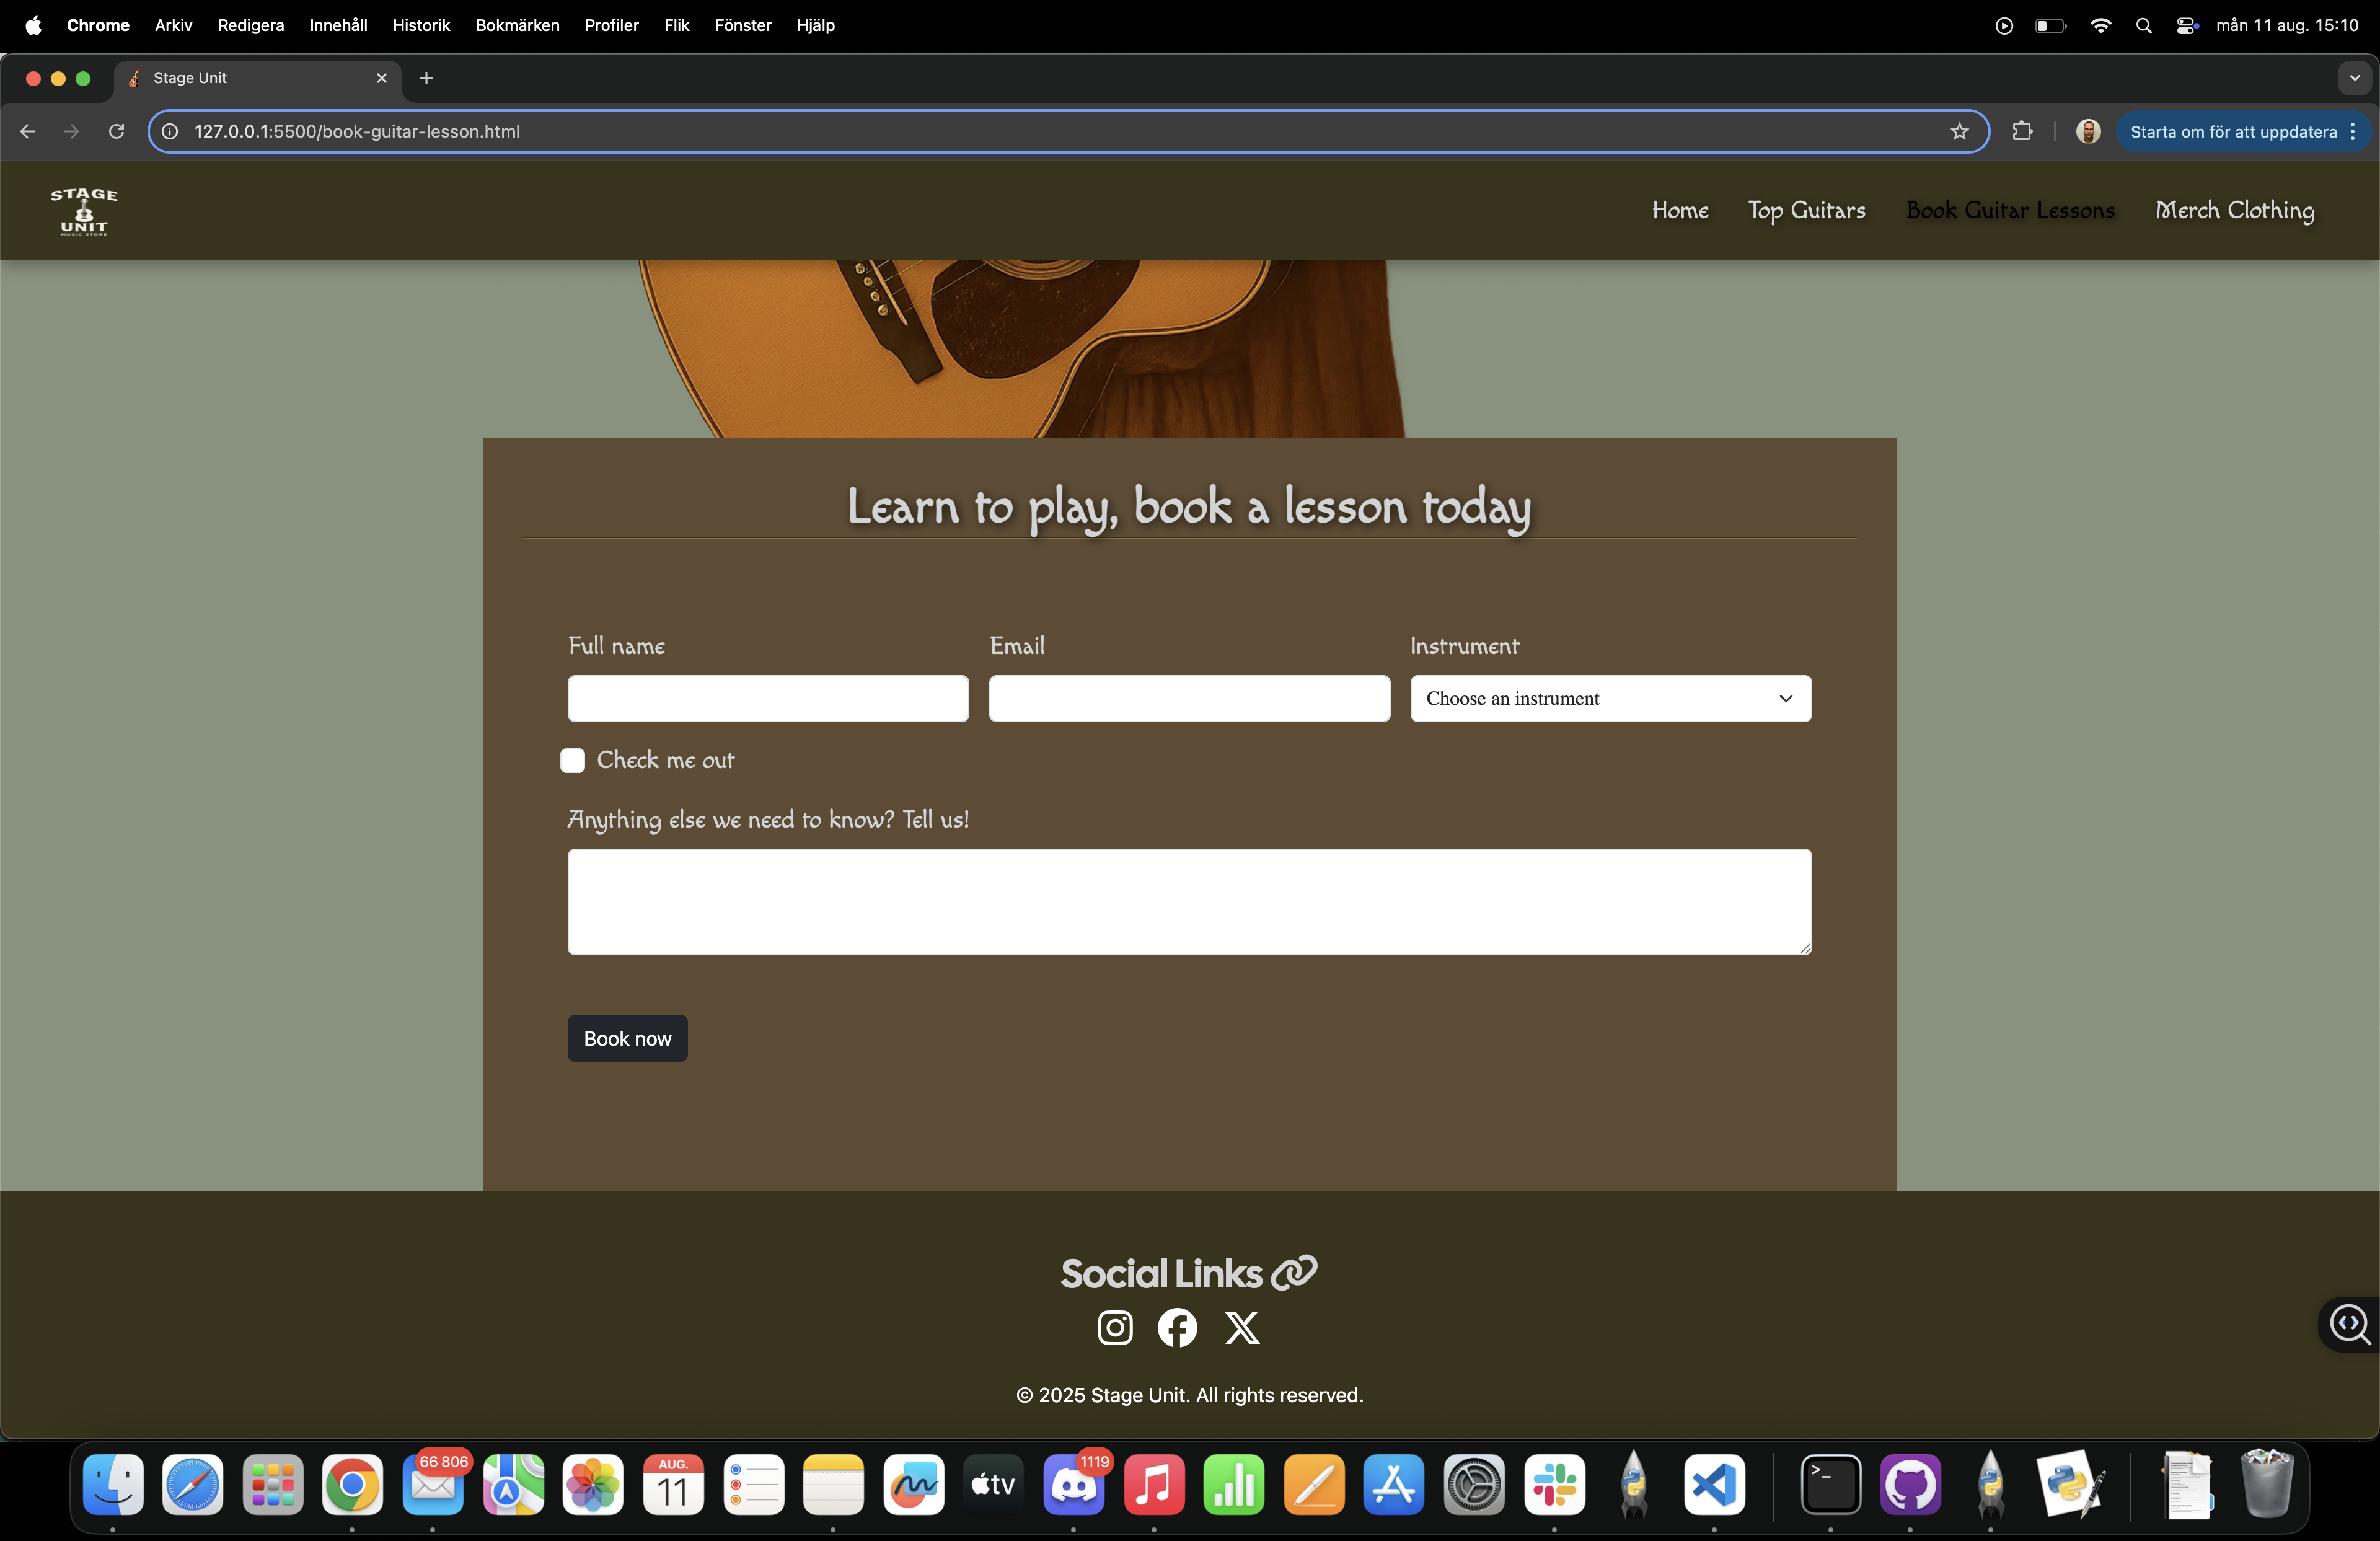 Chrome Arkiv Redigera Innehåll Historik Bokmärken Profiler Flik Fönster Hjälp mån 11 aug. 15:10
Stage Unit
127.0.0.1:5500/book-guitar-lesson.html Starta om för att uppdatera
STAGE
UNIT
MUSIC STORE
Home Top Guitars Book Guitar Lessons Merch Clothing
Learn to play, book a lesson today
Full name Email Instrument
Choose an instrument
Check me out
Anything else we need to know? Tell us!
Book now
Social Links
© 2025 Stage Unit. All rights reserved.
66 806 AUG. 1119
11 tv >_